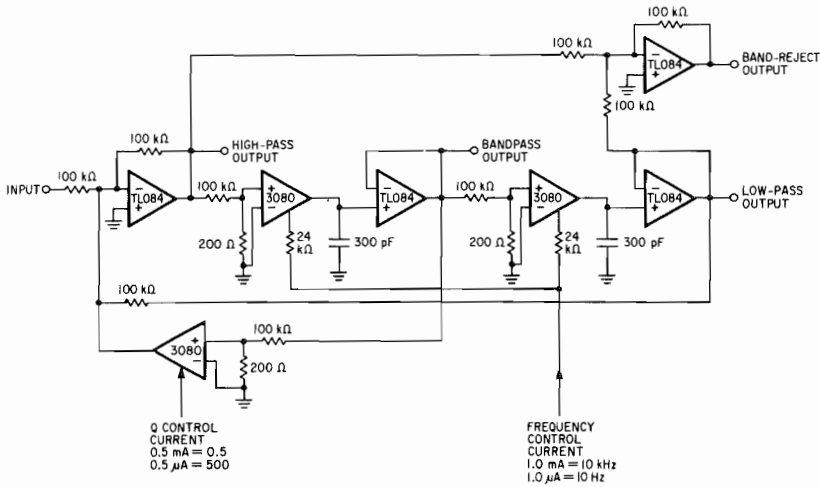 100 kΩ
100 kΩ
BAND-REJECT
OUTPUT
−
+
TL084
100 kΩ
100 kΩ
HIGH-PASS
OUTPUT
BANDPASS
OUTPUT
100 kΩ
INPUT
−
+
TL084
100 kΩ
+
−
3080
−
+
TL084
100 kΩ
+
−
3080
−
+
TL084
LOW-PASS
OUTPUT
200 Ω
24
kΩ
300 pF
200 Ω
24
kΩ
300 pF
100 kΩ
100 kΩ
3080
+
−
200 Ω
Q CONTROL
CURRENT
0.5 mA = 0.5
0.5 μA = 500
FREQUENCY
CONTROL
CURRENT
1.0 mA = 10 kHz
1.0 μA = 10 Hz